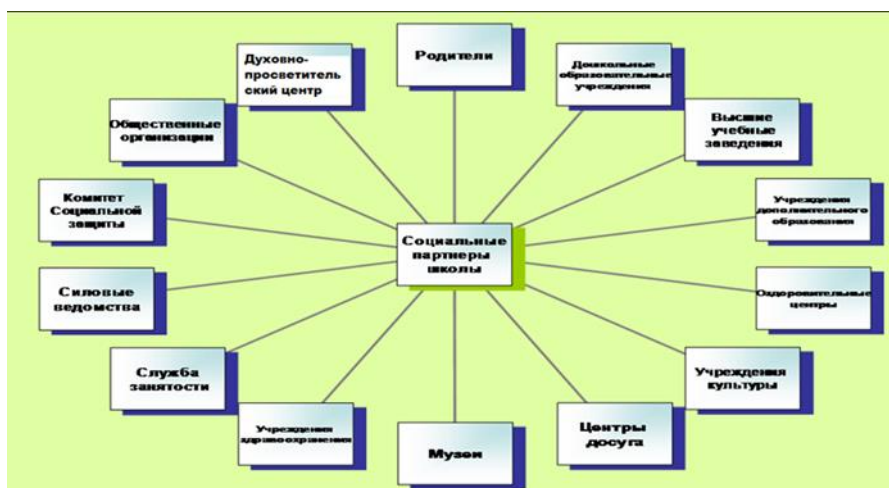 Родители
Духовно-
просветитель
ский центр
Дошкольные
образовательные
учреждения
Общественные
организации
Высшие
учебные
заведения
Комитет
Социальной
защиты
Учреждения
дополнительного
образования
Социальные
партнеры
школы
Силовые
ведомства
Оздоровительные
центры
Служба
занятости
Учреждения
культуры
Учреждения
здравоохранения
Музеи
Центры
досуга